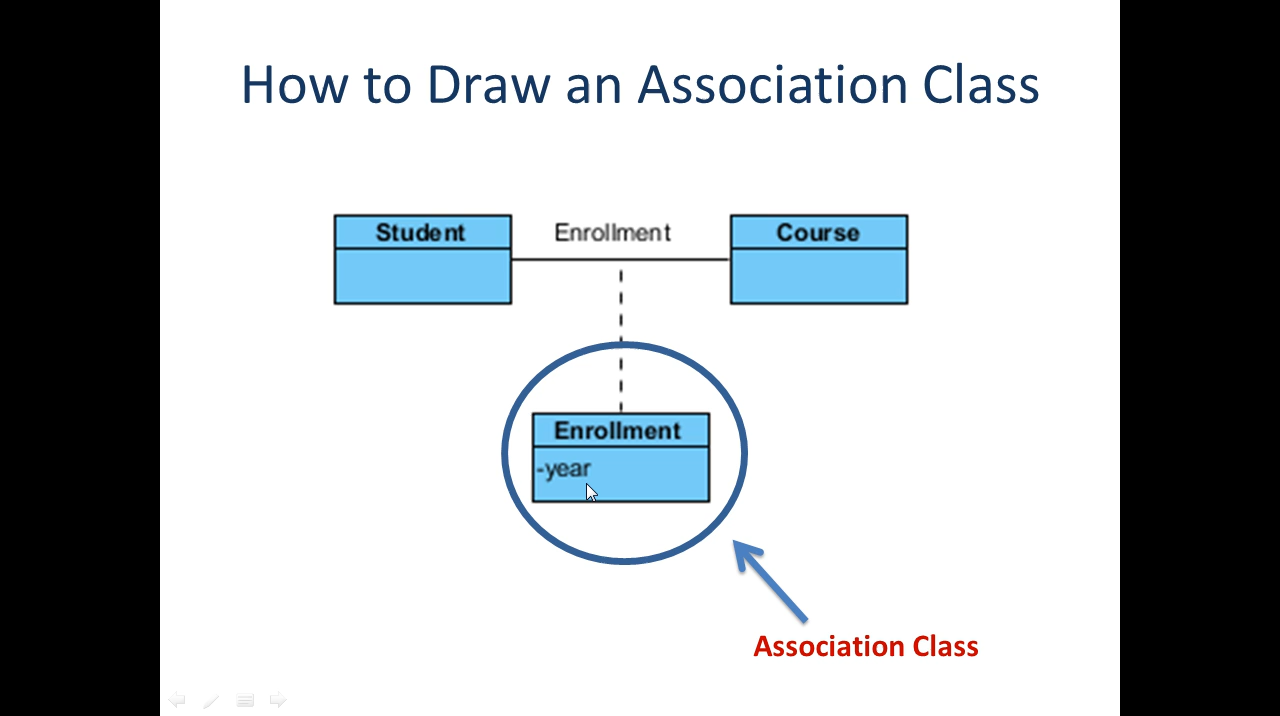 How to Draw an Association Class
Student
Enrollment
Course
Enrollment
-year
Association Class